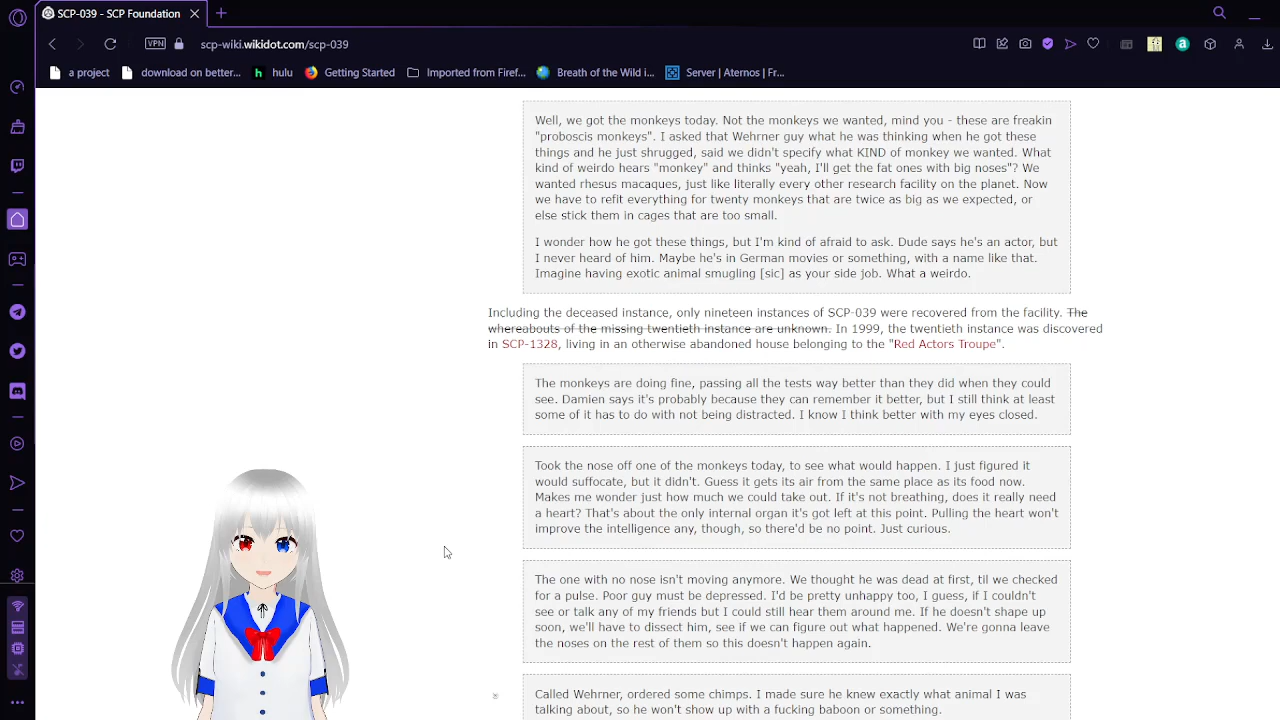 SCP-039 - SCP Foundation
VPN
scp-wiki.wikidot.com/scp-039
a project
download on better...
h hulu
Getting Started
Imported from Firef...
Breath of the Wild i...
Server | Aternos | Fr...
Well, we got the monkeys today. Not the monkeys we wanted, mind you - these are freakin
"proboscis monkeys". I asked that Wehrner guy what he was thinking when he got these
things and he just shrugged, said we didn't specify what KIND of monkey we wanted. What
kind of weirdo hears "monkey" and thinks "yeah, I'll get the fat ones with big noses"? We
wanted rhesus macaques, just like literally every other research facility on the planet. Now
we have to refit everything for twenty monkeys that are twice as big as we expected, or
else stick them in cages that are too small.
I wonder how he got these things, but I'm kind of afraid to ask. Dude says he's an actor, but
I never heard of him. Maybe he's in German movies or something, with a name like that.
Imagine having exotic animal smugling [sic] as your side job. What a weirdo.
Including the deceased instance, only nineteen instances of SCP-039 were recovered from the facility. The
whereabouts of the missing twentieth instance are unknown. In 1999, the twentieth instance was discovered
in SCP-1328, living in an otherwise abandoned house belonging to the "Red Actors Troupe".
The monkeys are doing fine, passing all the tests way better than they did when they could
see. Damien says it's probably because they can remember it better, but I still think at least
some of it has to do with not being distracted. I know I think better with my eyes closed.
Took the nose off one of the monkeys today, to see what would happen. I just figured it
would suffocate, but it didn't. Guess it gets its air from the same place as its food now.
Makes me wonder just how much we could take out. If it's not breathing, does it really need
a heart? That's about the only internal organ it's got left at this point. Pulling the heart won't
improve the intelligence any, though, so there'd be no point. Just curious.
The one with no nose isn't moving anymore. We thought he was dead at first, til we checked
for a pulse. Poor guy must be depressed. I'd be pretty unhappy too, I guess, if I couldn't
see or talk any of my friends but I could still hear them around me. If he doesn't shape up
soon, we'll have to dissect him, see if we can figure out what happened. We're gonna leave
the noses on the rest of them so this doesn't happen again.
Called Wehrner, ordered some chimps. I made sure he knew exactly what animal I was
talking about, so he won't show up with a fucking baboon or something.